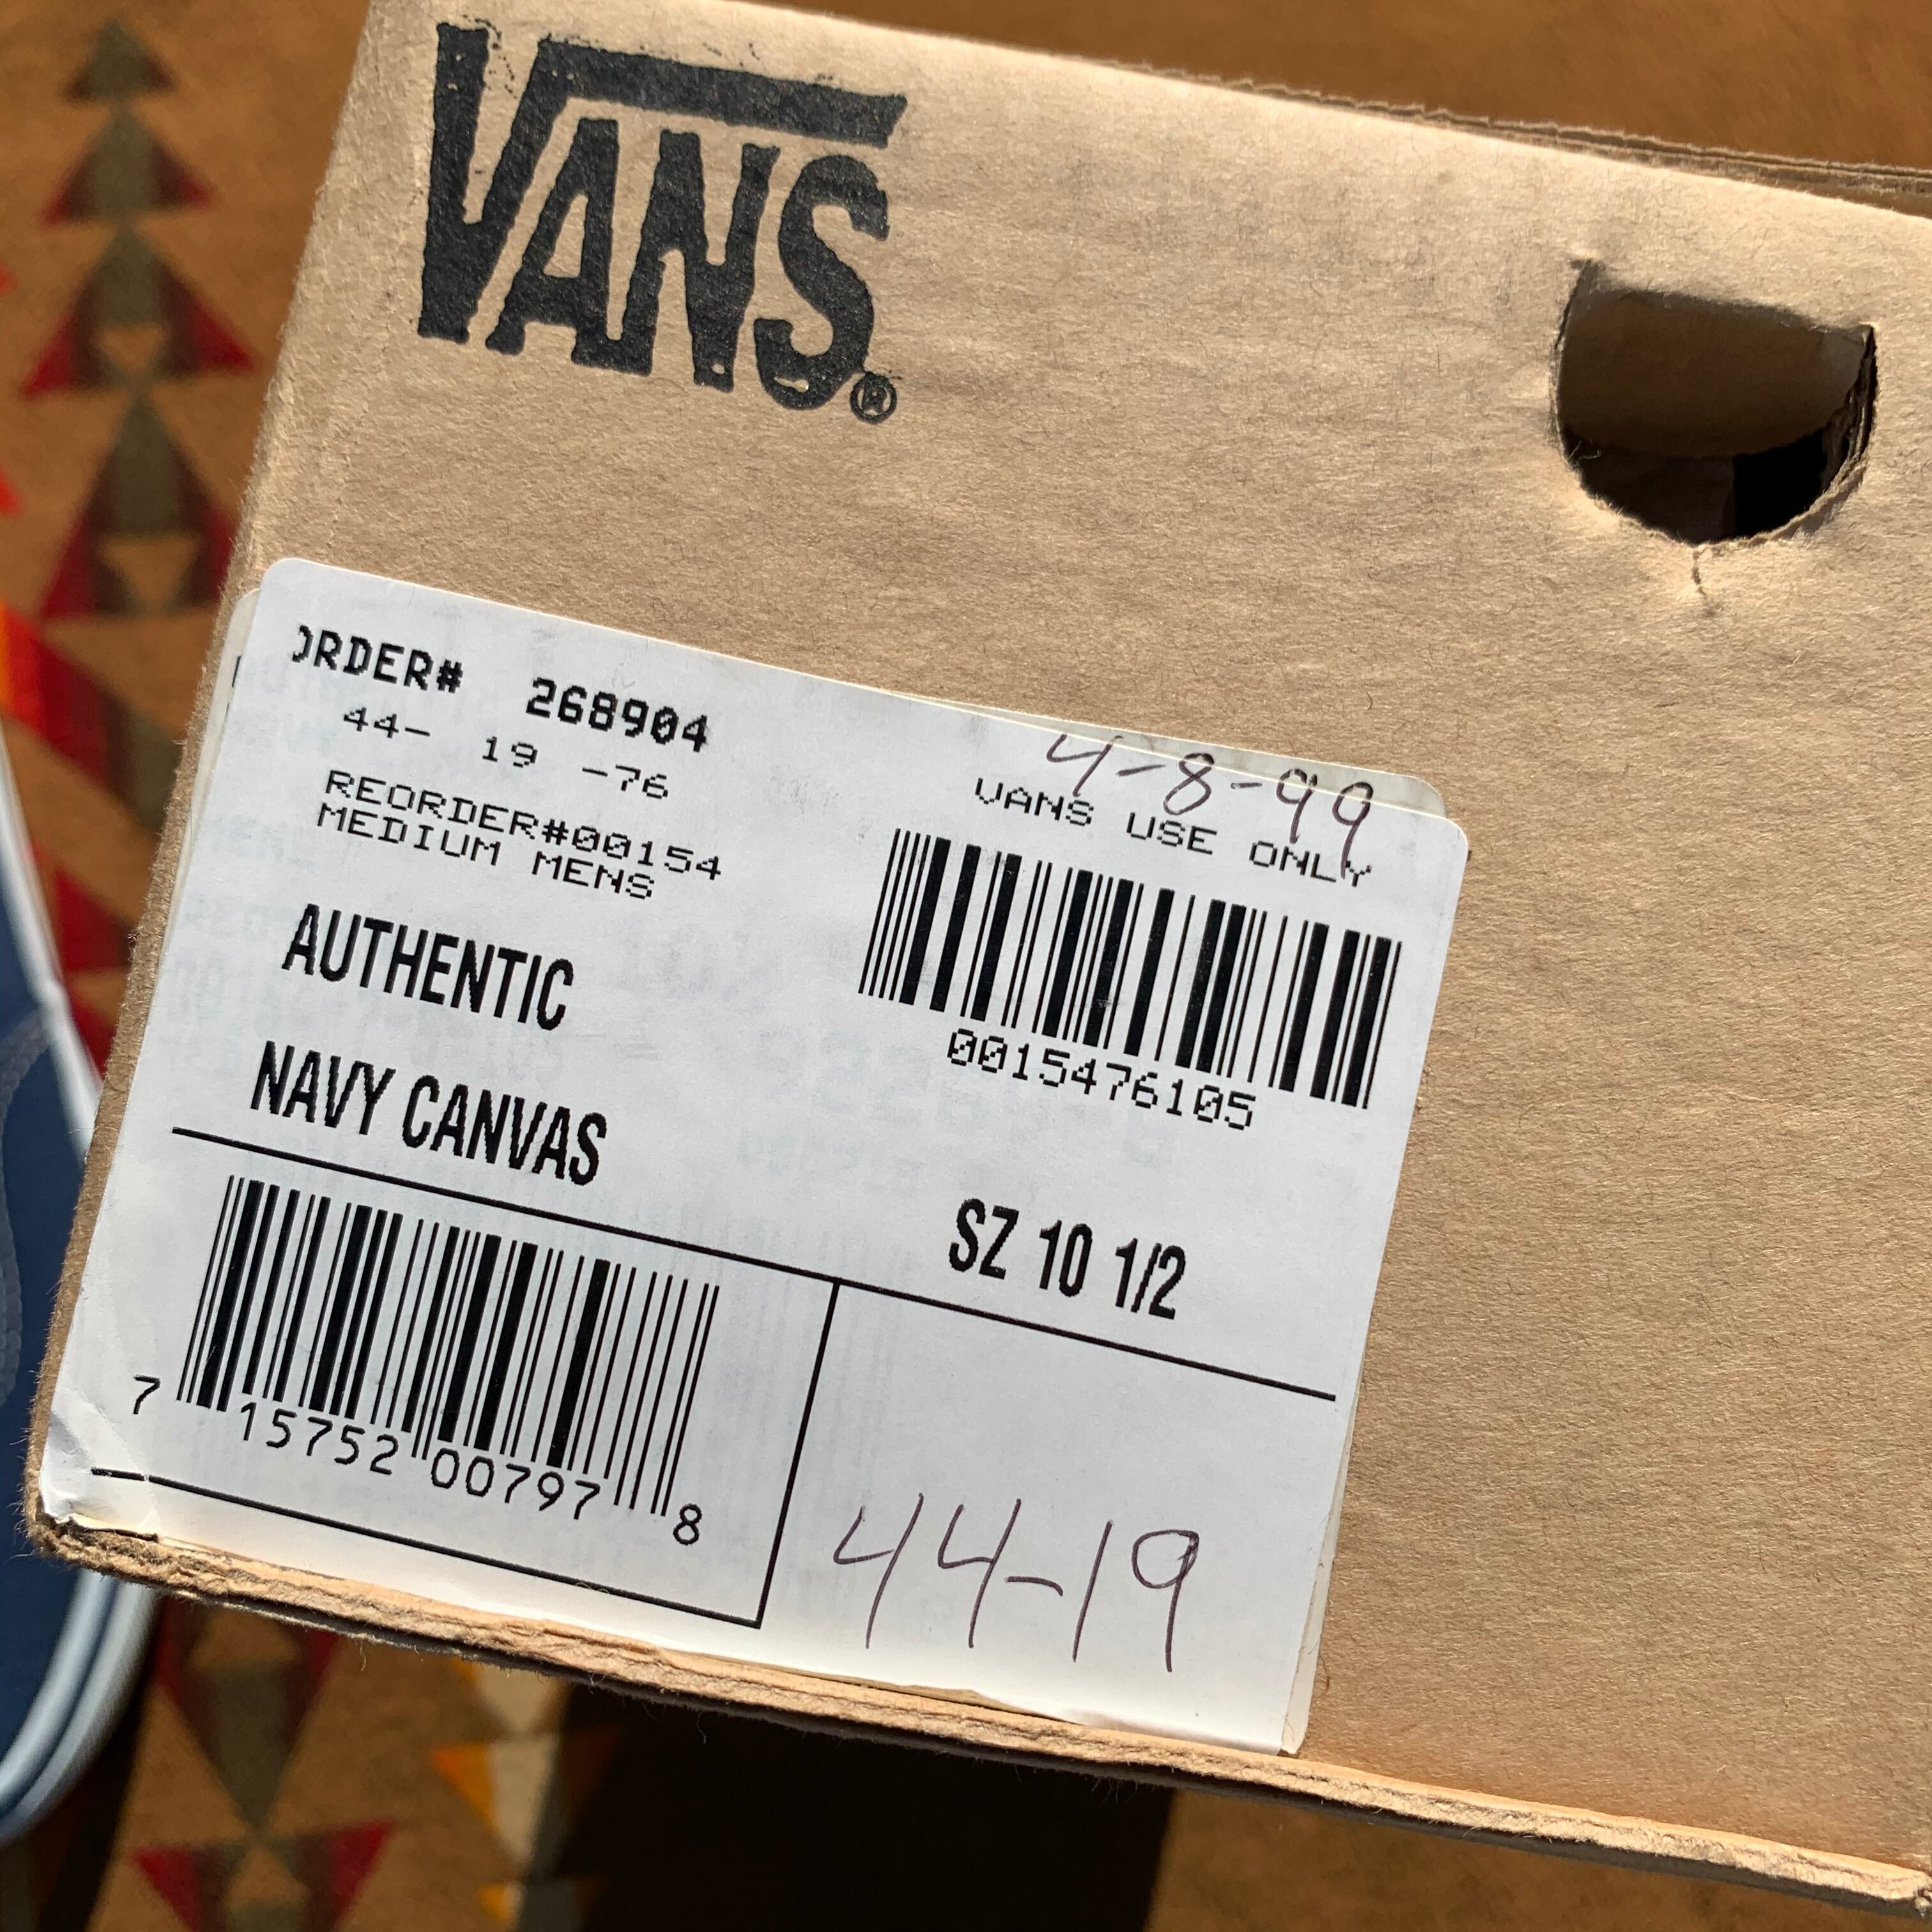 VANS®
ORDER# 268904
44- 19 -76
REORDER#00154
MEDIUM MENS
4-8-99
VANS USE ONLY
0015476105
AUTHENTIC
NAVY CANVAS
SZ 10 1/2
7 15752 00797 8
44-19